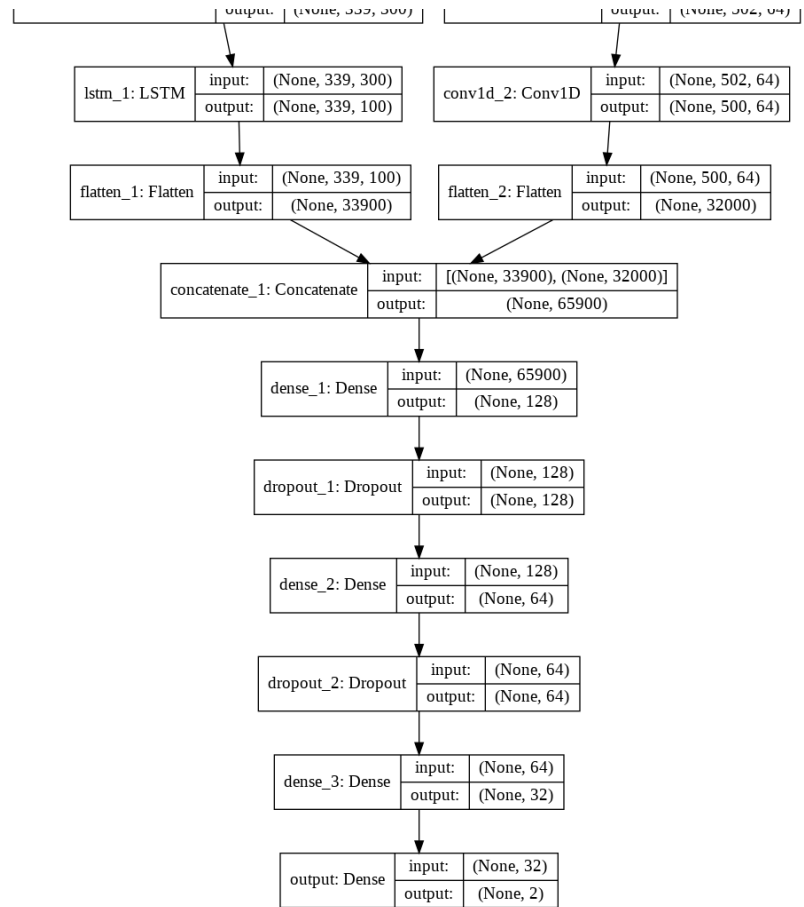 output: (None, 339, 300)
output: (None, 502, 64)
lstm_1: LSTM
input: (None, 339, 300)
output: (None, 339, 100)
conv1d_2: Conv1D
input: (None, 502, 64)
output: (None, 500, 64)
flatten_1: Flatten
input: (None, 339, 100)
output: (None, 33900)
flatten_2: Flatten
input: (None, 500, 64)
output: (None, 32000)
concatenate_1: Concatenate
input: [(None, 33900), (None, 32000)]
output: (None, 65900)
dense_1: Dense
input: (None, 65900)
output: (None, 128)
dropout_1: Dropout
input: (None, 128)
output: (None, 128)
dense_2: Dense
input: (None, 128)
output: (None, 64)
dropout_2: Dropout
input: (None, 64)
output: (None, 64)
dense_3: Dense
input: (None, 64)
output: (None, 32)
output: Dense
input: (None, 32)
output: (None, 2)